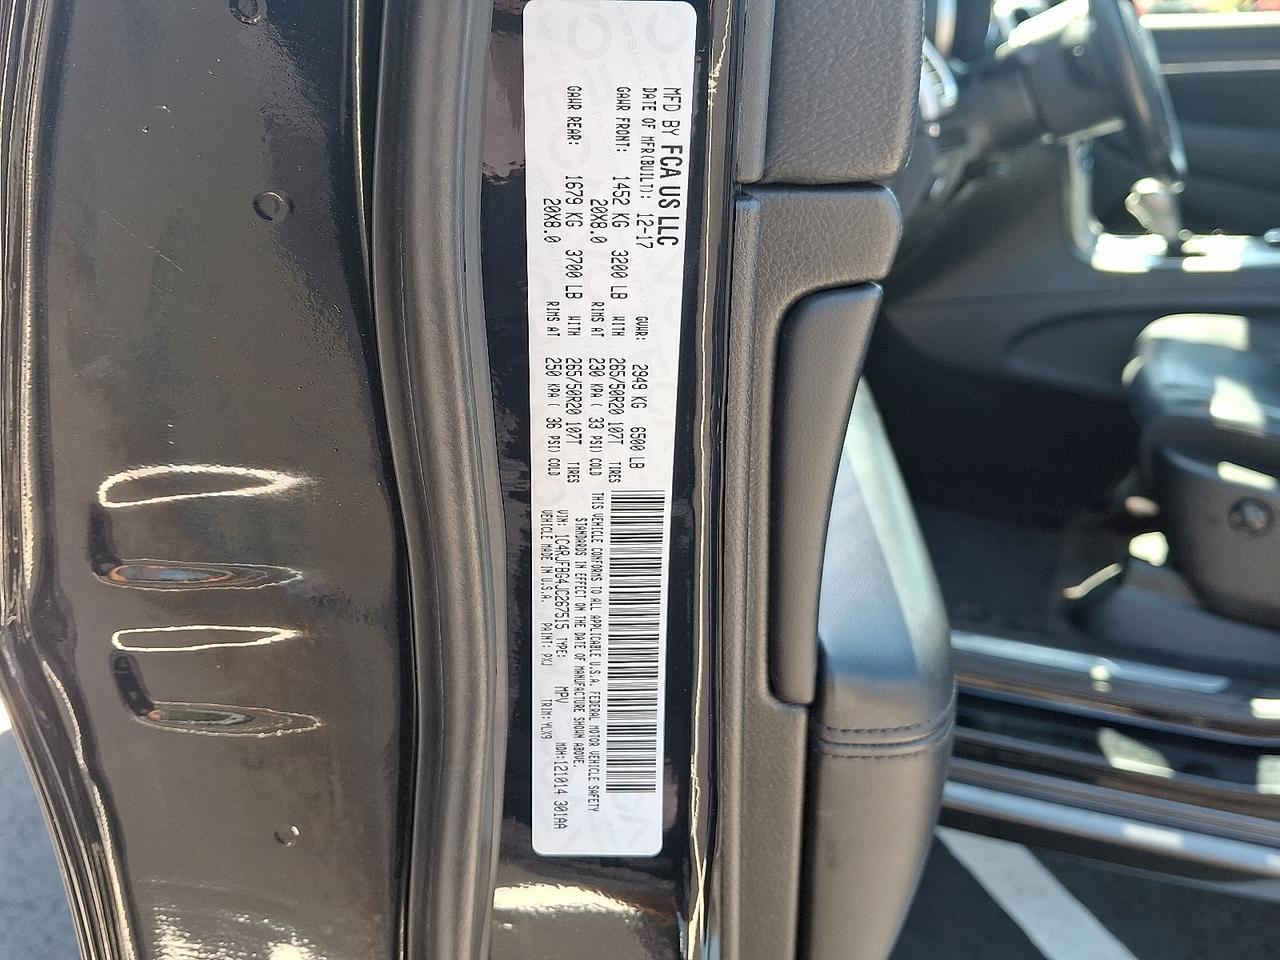 MFD BY FCA US LLC
DATE OF MFR(BUILT): 12-17 GVWR: 2949 KG 6500 LB
GAWR FRONT: 1452 KG 3200 LB WITH 265/50R20 107T TIRES
20X8.0 RIMS AT 230 KPA ( 33 PSI) COLD
GAWR REAR: 1679 KG 3700 LB WITH 265/50R20 107T TIRES
20X8.0 RIMS AT 250 KPA ( 36 PSI) COLD
THIS VEHICLE CONFORMS TO ALL APPLICABLE U.S.A. FEDERAL MOTOR VEHICLE SAFETY
STANDARDS IN EFFECT ON THE DATE OF MANUFACTURE SHOWN ABOVE.
VIN: 1C4RJFBG4JC267515 TYPE: MPV MDH:121014 301AA
VEHICLE MADE IN U.S.A. PAINT: PXJ TRIM:YLX9